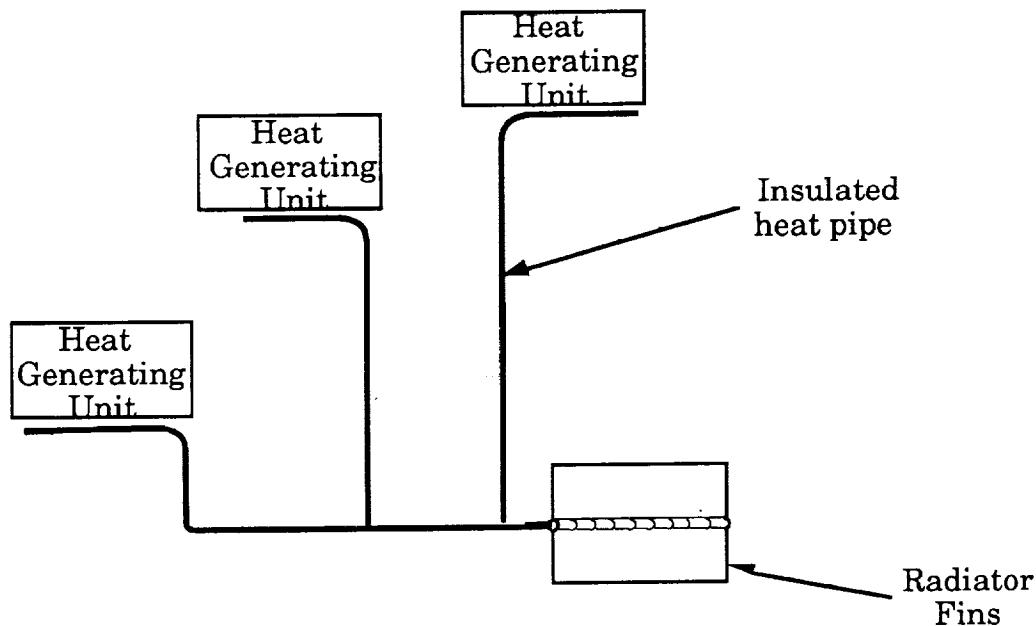 Heat
Generating
Unit
Heat
Generating
Unit
Insulated
heat pipe
Heat
Generating
Unit
Radiator
Fins